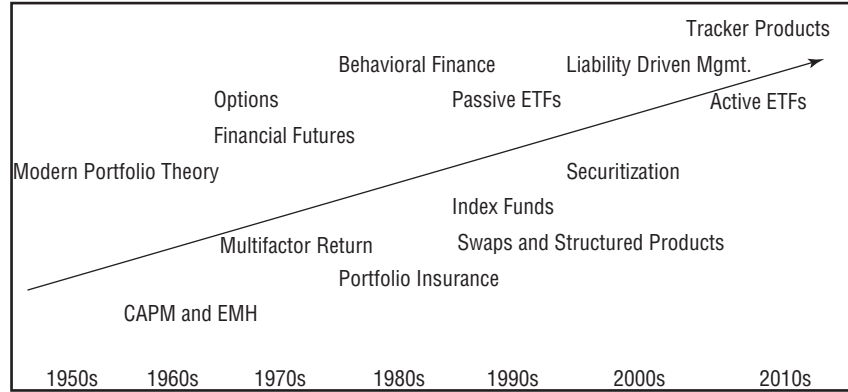 Tracker Products
Behavioral Finance
Liability Driven Mgmt.
Options
Passive ETFs
Active ETFs
Financial Futures
Modern Portfolio Theory
Securitization
Index Funds
Multifactor Return
Swaps and Structured Products
Portfolio Insurance
CAPM and EMH
1950s 1960s 1970s 1980s 1990s 2000s 2010s